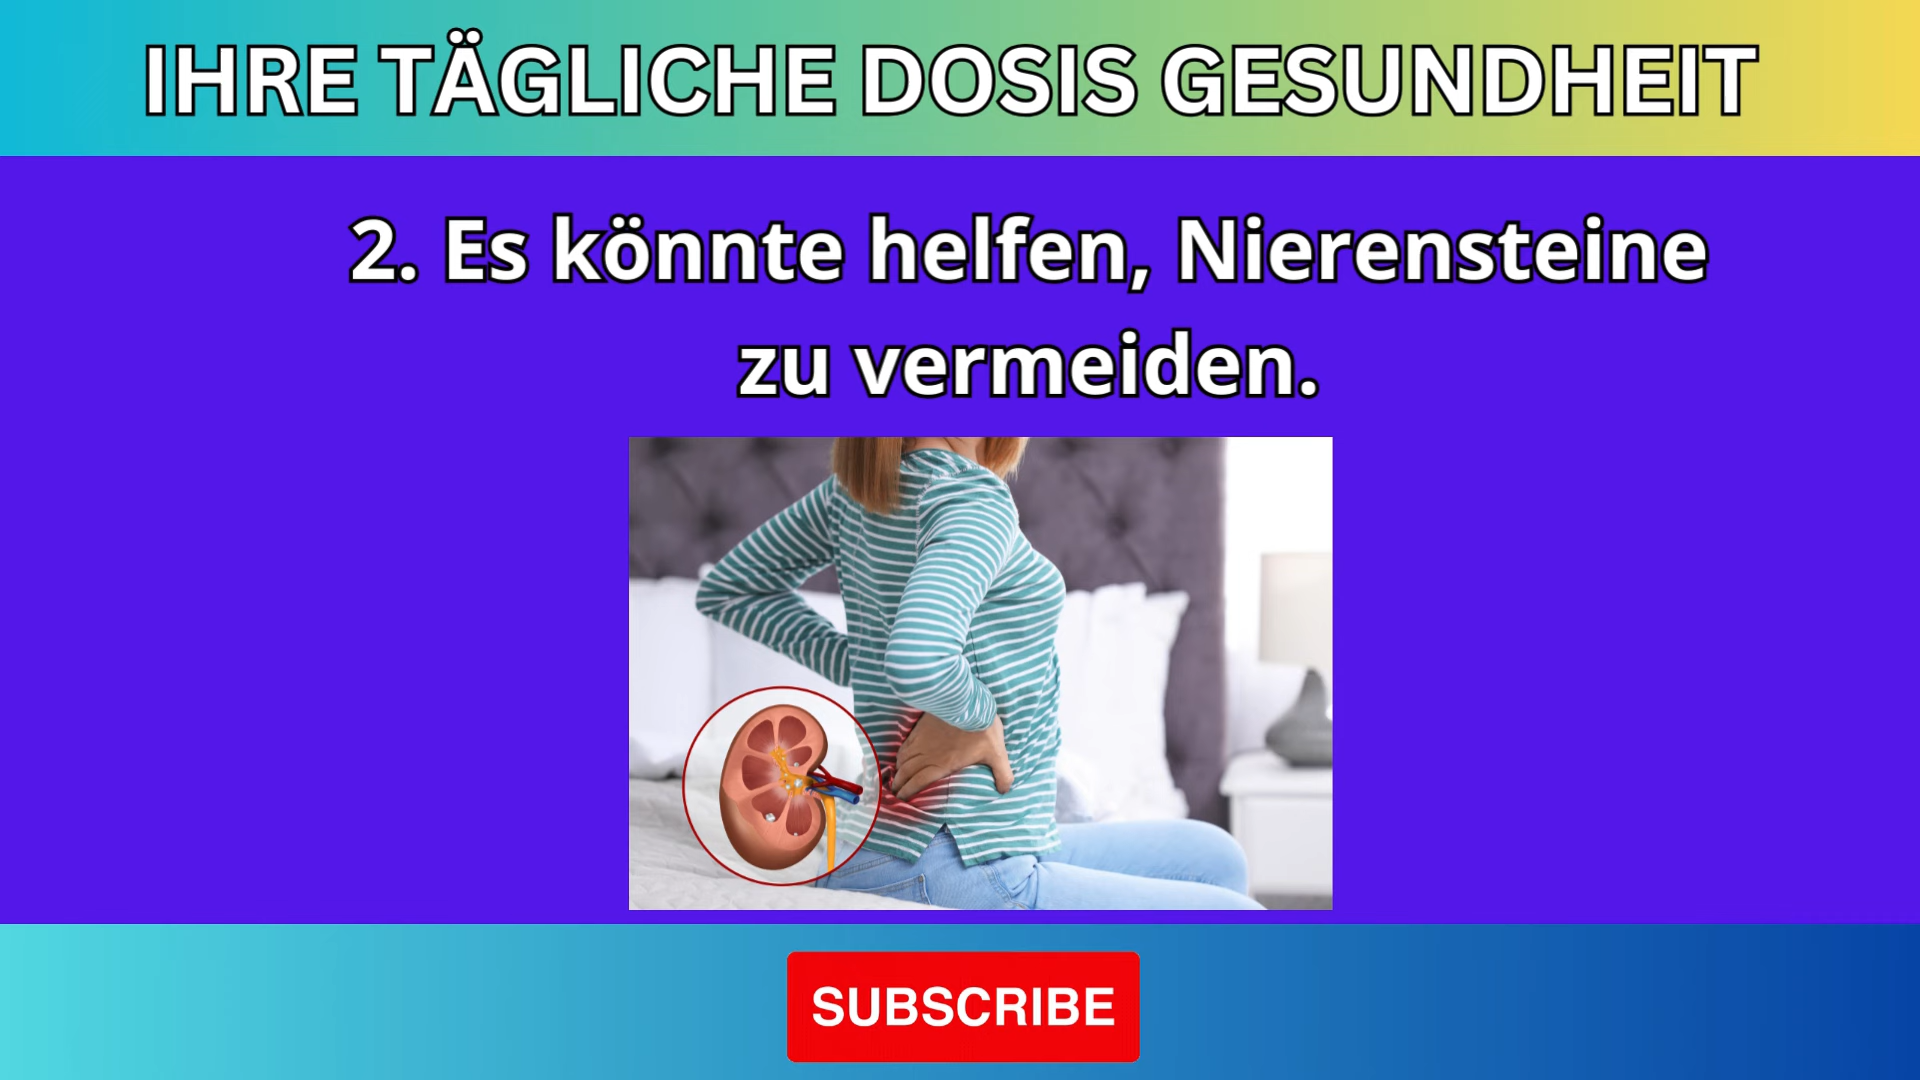 IHRE TÄGLICHE DOSIS GESUNDHEIT
2. Es könnte helfen, Nierensteine
zu vermeiden.
SUBSCRIBE